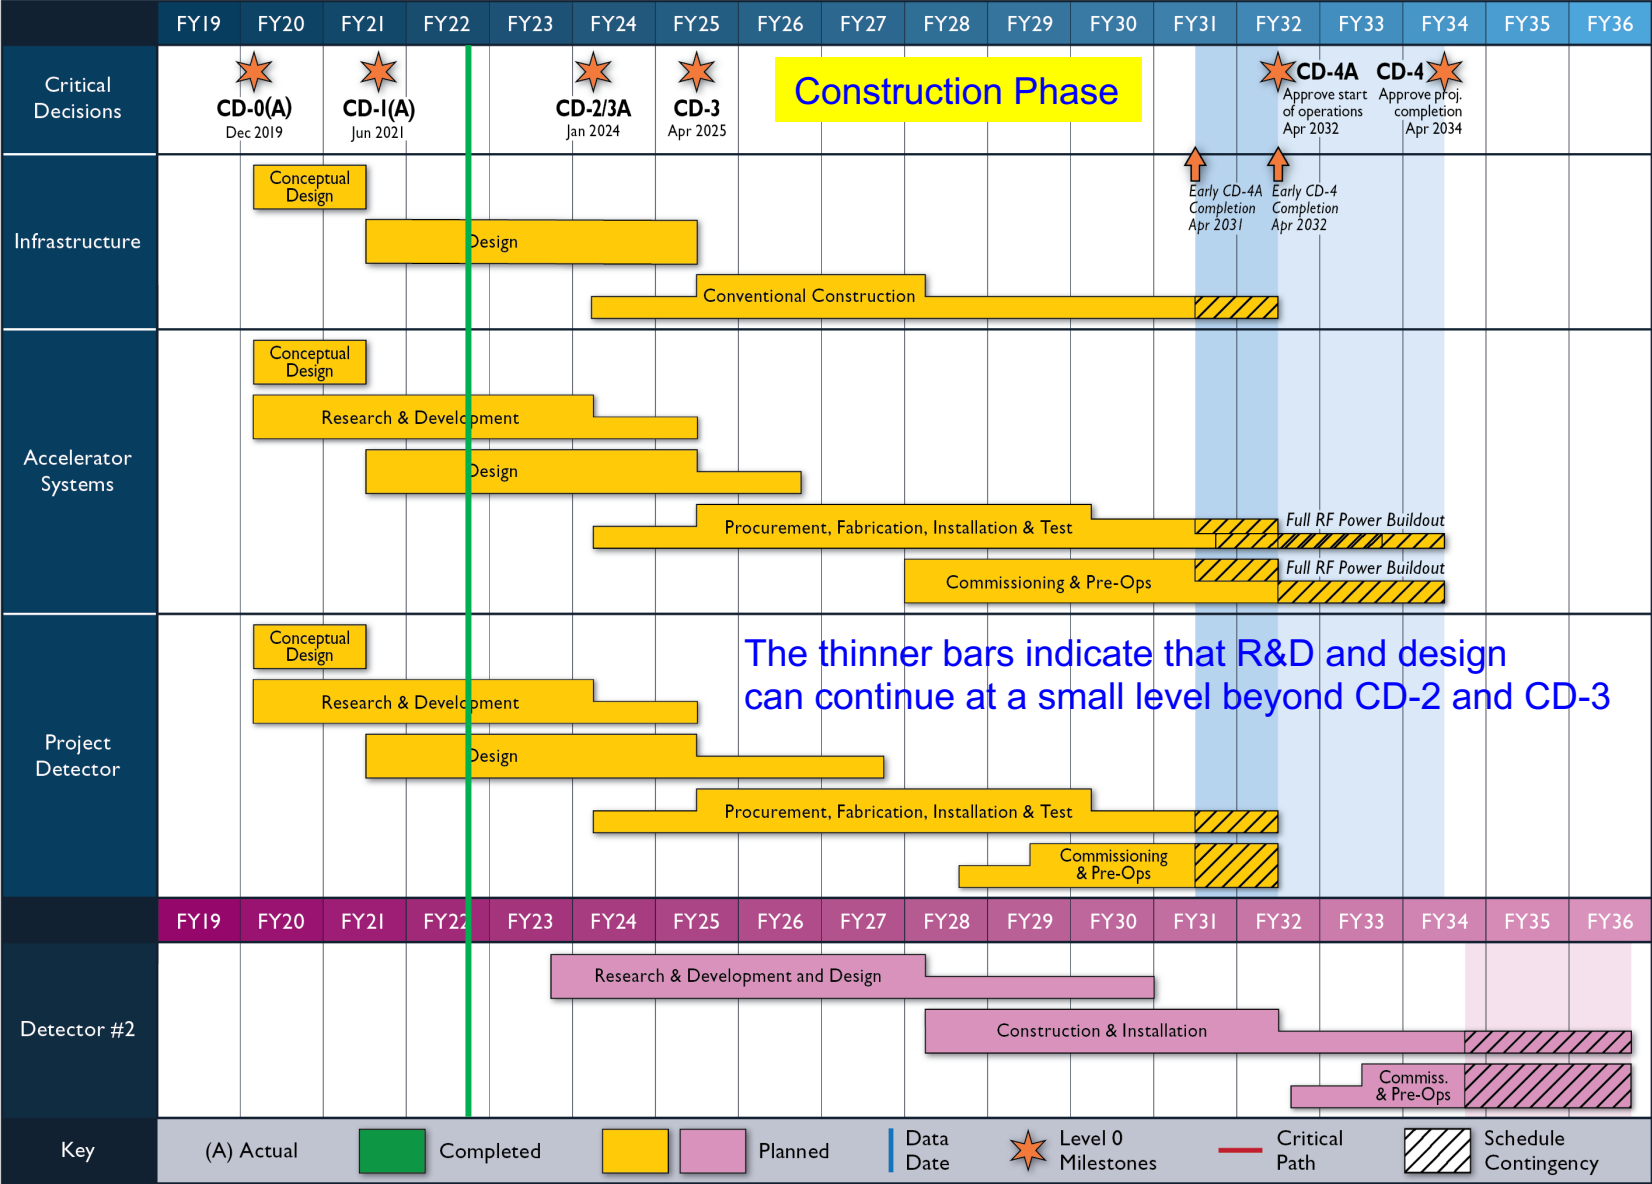 FY19 FY20 FY21 FY22 FY23 FY24 FY25 FY26 FY27 FY28 FY29 FY30 FY31 FY32 FY33 FY34 FY35 FY36
Critical
Decisions
CD-0(A)
Dec 2019
CD-1(A)
Jun 2021
CD-2/3A
Jan 2024
CD-3
Apr 2025
Construction Phase
CD-4A
Approve start
of operations
Apr 2032
CD-4
Approve proj.
completion
Apr 2034
Infrastructure
Conceptual
Design
Design
Conventional Construction
Early CD-4A
Completion
Apr 2031
Early CD-4
Completion
Apr 2032
Accelerator
Systems
Conceptual
Design
Research & Development
Design
Procurement, Fabrication, Installation & Test
Full RF Power Buildout
Commissioning & Pre-Ops
Full RF Power Buildout
Project
Detector
Conceptual
Design
The thinner bars indicate that R&D and design
can continue at a small level beyond CD-2 and CD-3
Research & Development
Design
Procurement, Fabrication, Installation & Test
Commissioning
& Pre-Ops
FY19 FY20 FY21 FY22 FY23 FY24 FY25 FY26 FY27 FY28 FY29 FY30 FY31 FY32 FY33 FY34 FY35 FY36
Detector #2
Research & Development and Design
Construction & Installation
Commiss.
& Pre-Ops
Key
(A) Actual
Completed
Planned
Data
Date
Level 0
Milestones
Critical
Path
Schedule
Contingency